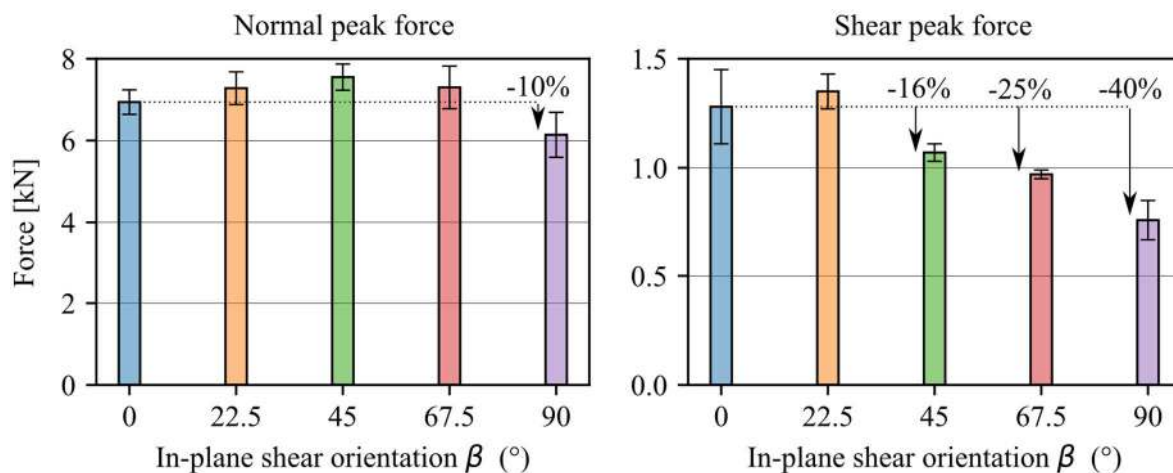 Normal peak force
8
6
4
2
0
-10%
Force [kN]
0 22.5 45 67.5 90
In-plane shear orientation β (°)
Shear peak force
1.5
1.0
0.5
0.0
-16% -25% -40%
0 22.5 45 67.5 90
In-plane shear orientation β (°)